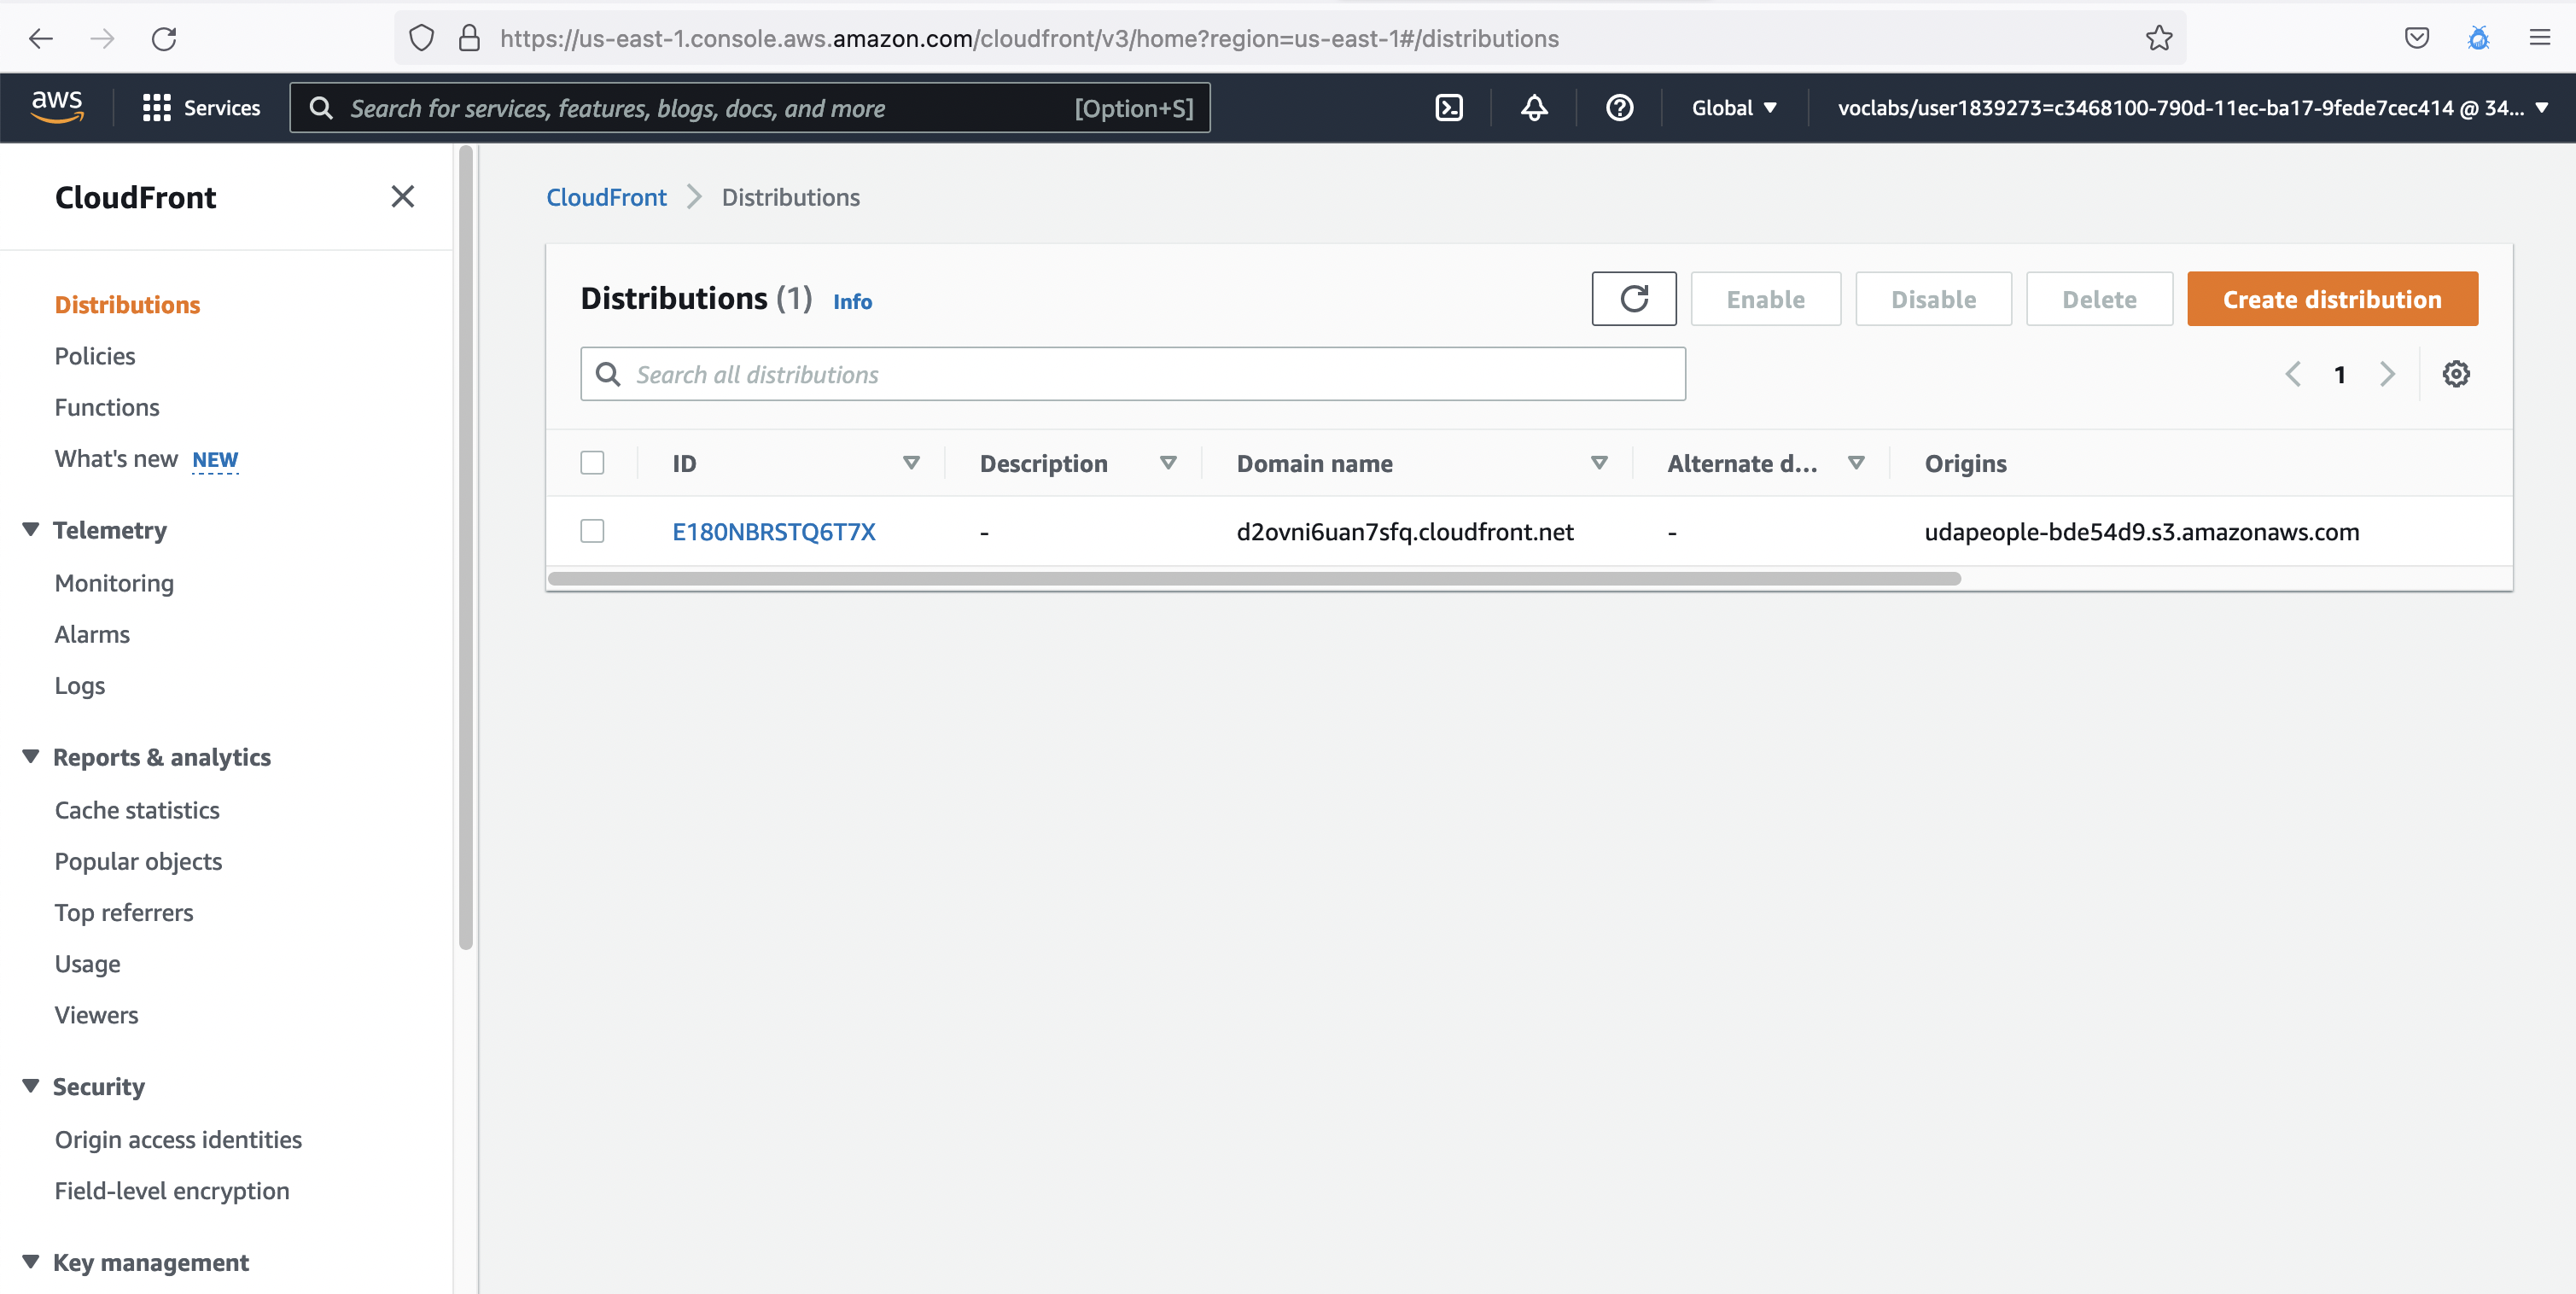 https://us-east-1.console.aws.amazon.com/cloudfront/v3/home?region=us-east-1#/distributions
aws
Services
Search for services, features, blogs, docs, and more
[Option+S]
Global
voclabs/user1839273=c3468100-790d-11ec-ba17-9fede7cec414 @ 34...
CloudFront
Distributions
Policies
Functions
What's new NEW
Telemetry
Monitoring
Alarms
Logs
Reports & analytics
Cache statistics
Popular objects
Top referrers
Usage
Viewers
Security
Origin access identities
Field-level encryption
Key management
CloudFront
Distributions
Distributions (1) Info
Enable
Disable
Delete
Create distribution
Search all distributions
1
ID Description Domain name Alternate d... Origins
E180NBRSTQ6T7X - d2ovni6uan7sfq.cloudfront.net - udapeople-bde54d9.s3.amazonaws.com